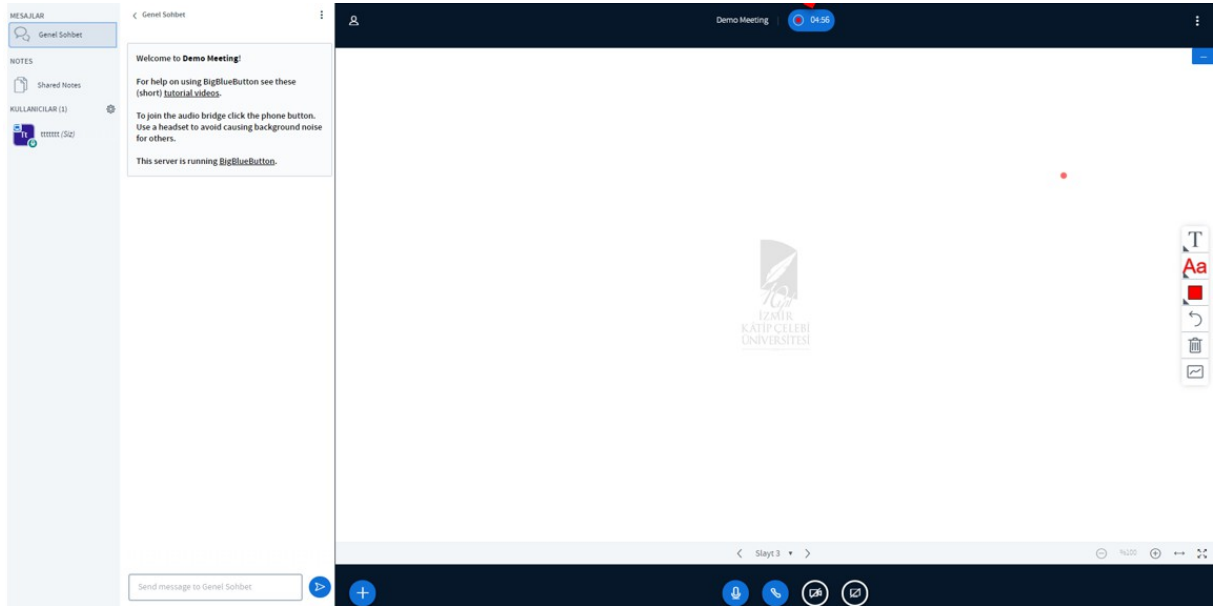 MESAJLAR
Genel Sohbet
NOTES
Shared Notes
KULLANICILAR (1)
Tt
ttttttt (Siz)
Genel Sohbet
Welcome to Demo Meeting!
For help on using BigBlueButton see these
(short) tutorial videos.
To join the audio bridge click the phone button.
Use a headset to avoid causing background noise
for others.
This server is running BigBlueButton.
Send message to Genel Sohbet
Demo Meeting
04:56
İZMİR
KÂTİP ÇELEBİ
ÜNİVERSİTESİ
T
Aa
Slayt 3
%100